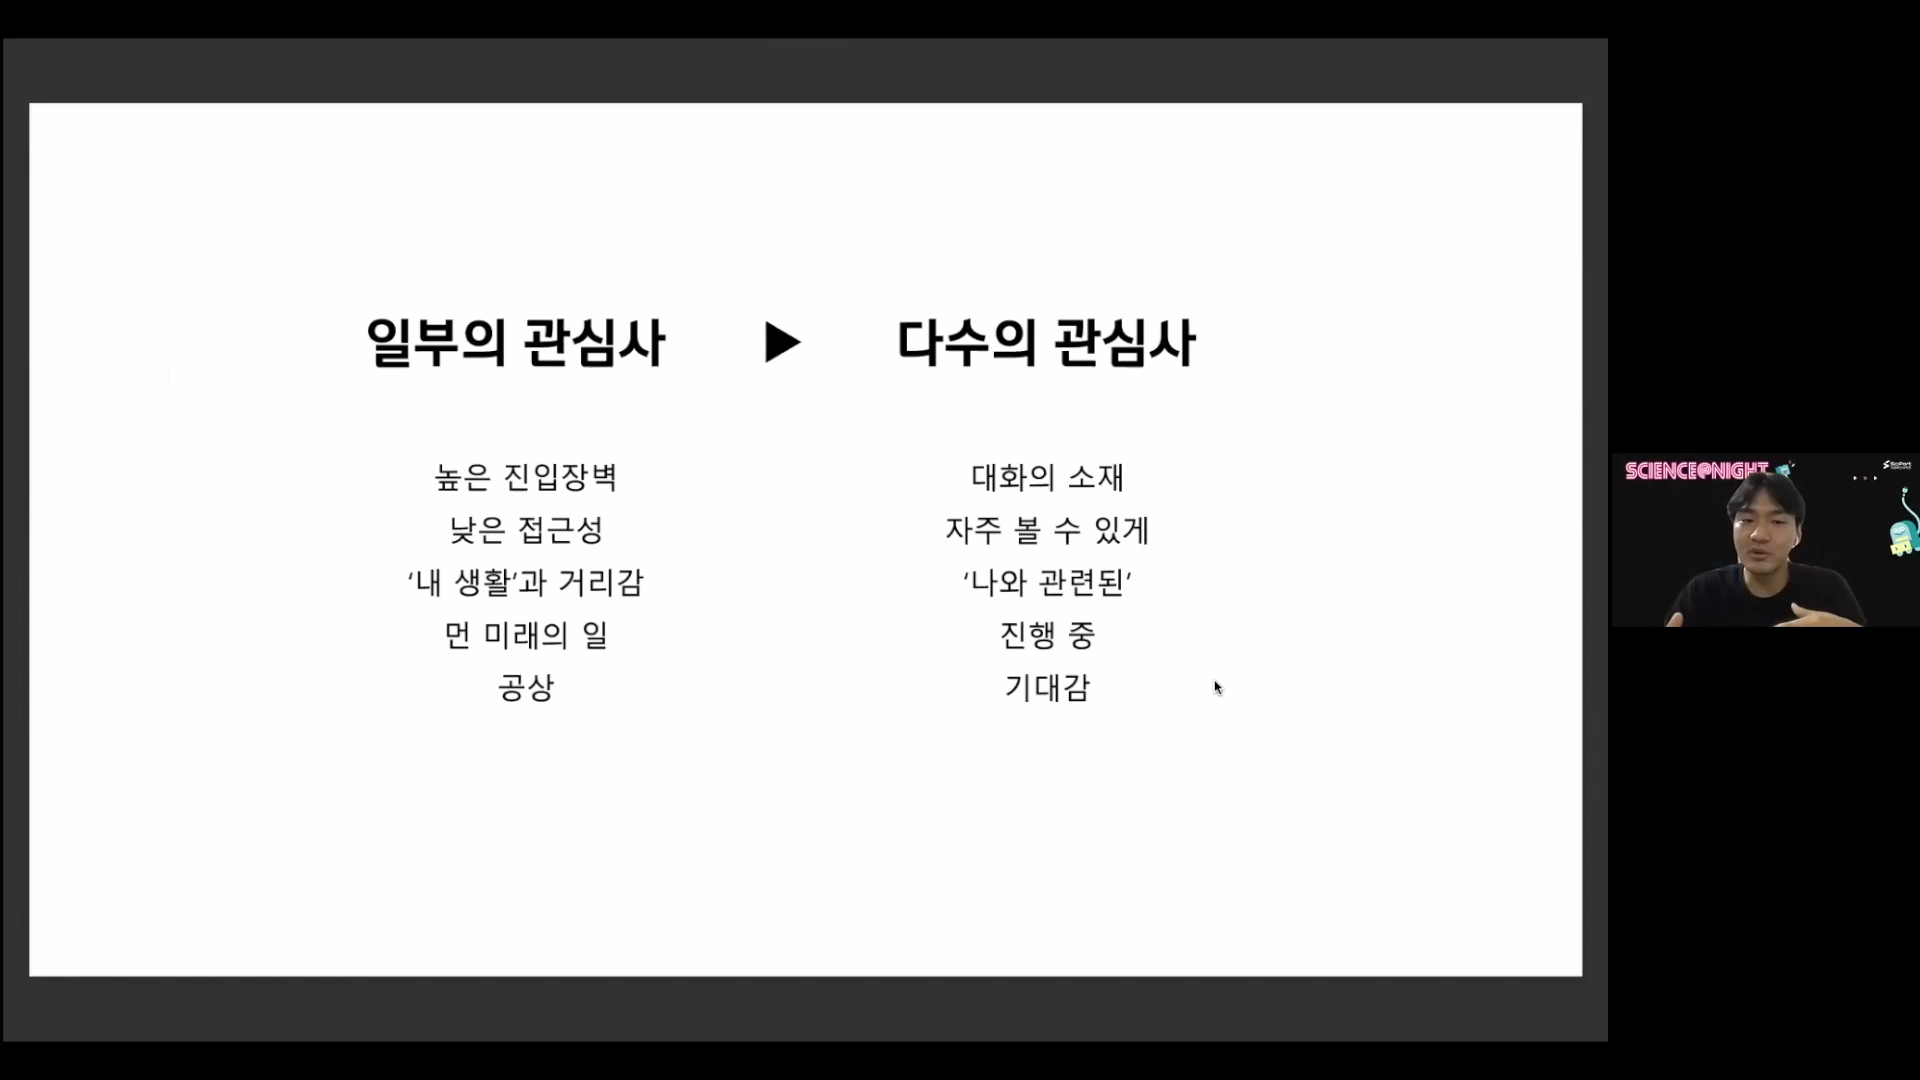 일부의 관심사 ▶ 다수의 관심사
높은 진입장벽
낮은 접근성
‘내 생활’과 거리감
먼 미래의 일
공상
대화의 소재
자주 볼 수 있게
‘나와 관련된’
진행 중
기대감
SCIENCE@NIGHT
SciPort